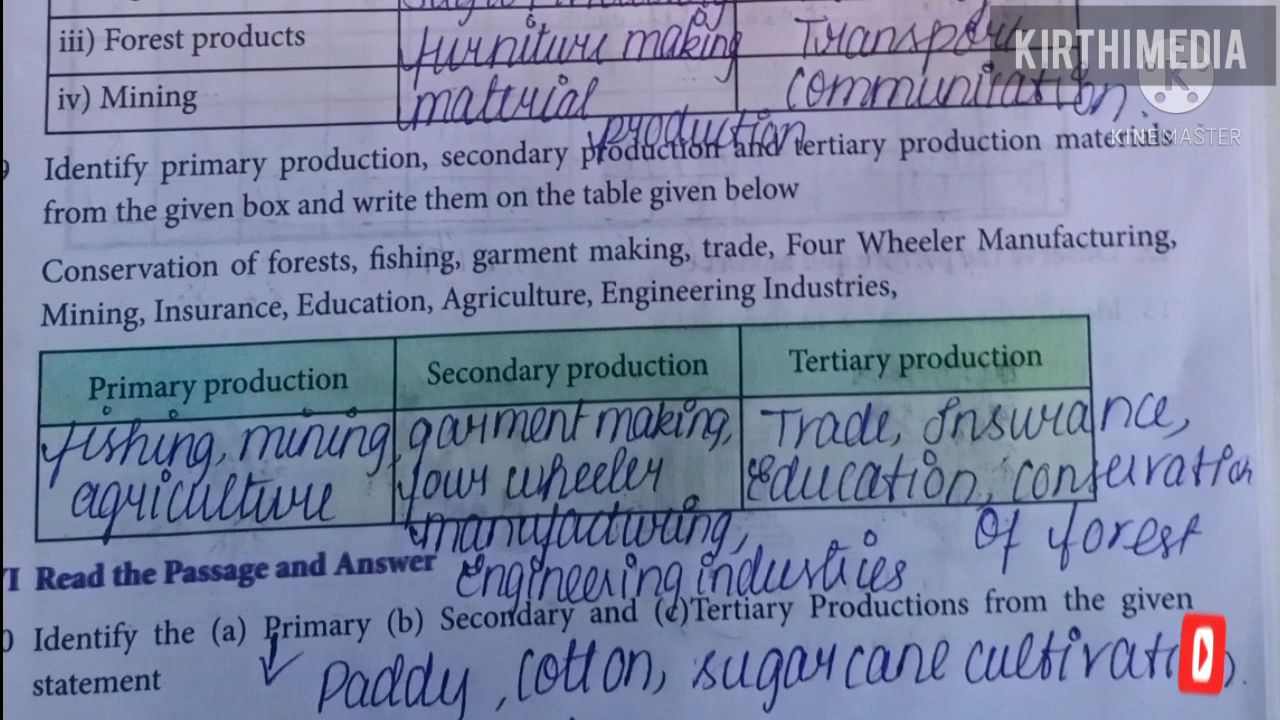 iii) Forest products furniture making Transport
KIRTHIMEDIA
iv) Mining material communication
production
KINEMASTER
Identify primary production, secondary production and tertiary production materials
from the given box and write them on the table given below
Conservation of forests, fishing, garment making, trade, Four Wheeler Manufacturing,
Mining, Insurance, Education, Agriculture, Engineering Industries,
Primary production Secondary production Tertiary production
fishing, mining, garment making, Trade, Insurance,
agriculture four wheeler education, conservation
manufacturing, of forest
I Read the Passage and Answer engineering industries
Identify the (a) Primary (b) Secondary and (c)Tertiary Productions from the given
statement Paddy, cotton, sugarcane cultivation.